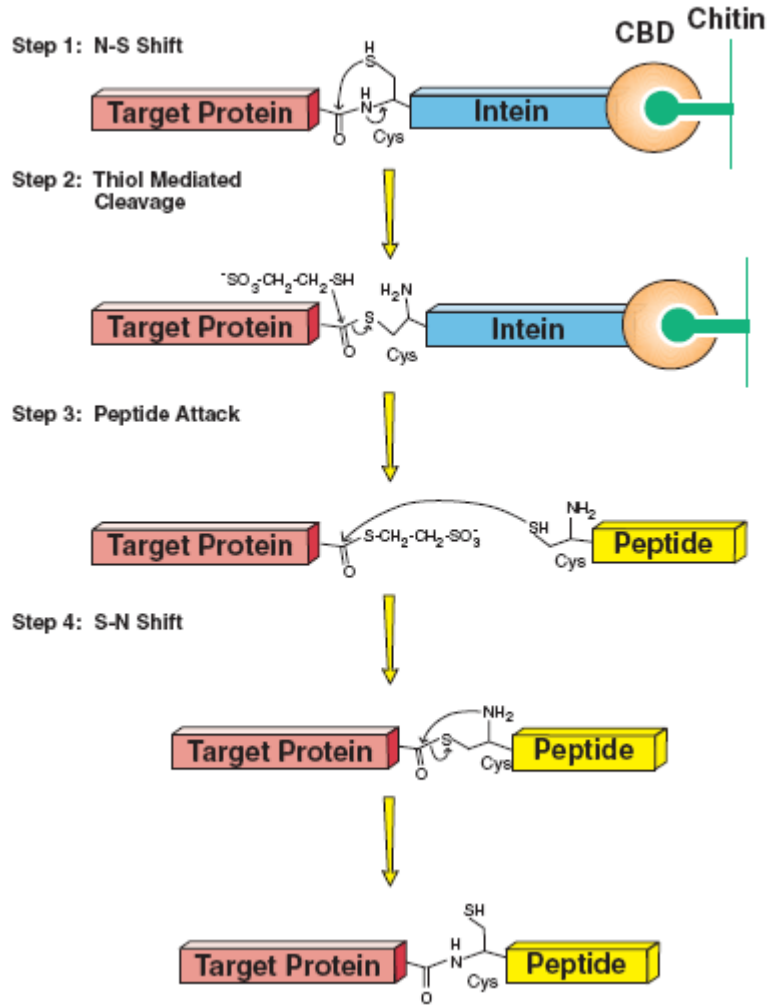 CBD Chitin
Step 1: N-S Shift
H
S
H
N
O
Cys
Target Protein
Intein
Step 2: Thiol Mediated
Cleavage
⁻SO₃-CH₂-CH₂-SH
H₂N
S
O
Cys
Target Protein
Intein
Step 3: Peptide Attack
SH
NH₂
S-CH₂-CH₂-SO₃⁻
O
Cys
Target Protein
Peptide
Step 4: S-N Shift
NH₂
S
O
Cys
Target Protein
Peptide
SH
H
N
O
Cys
Target Protein
Peptide